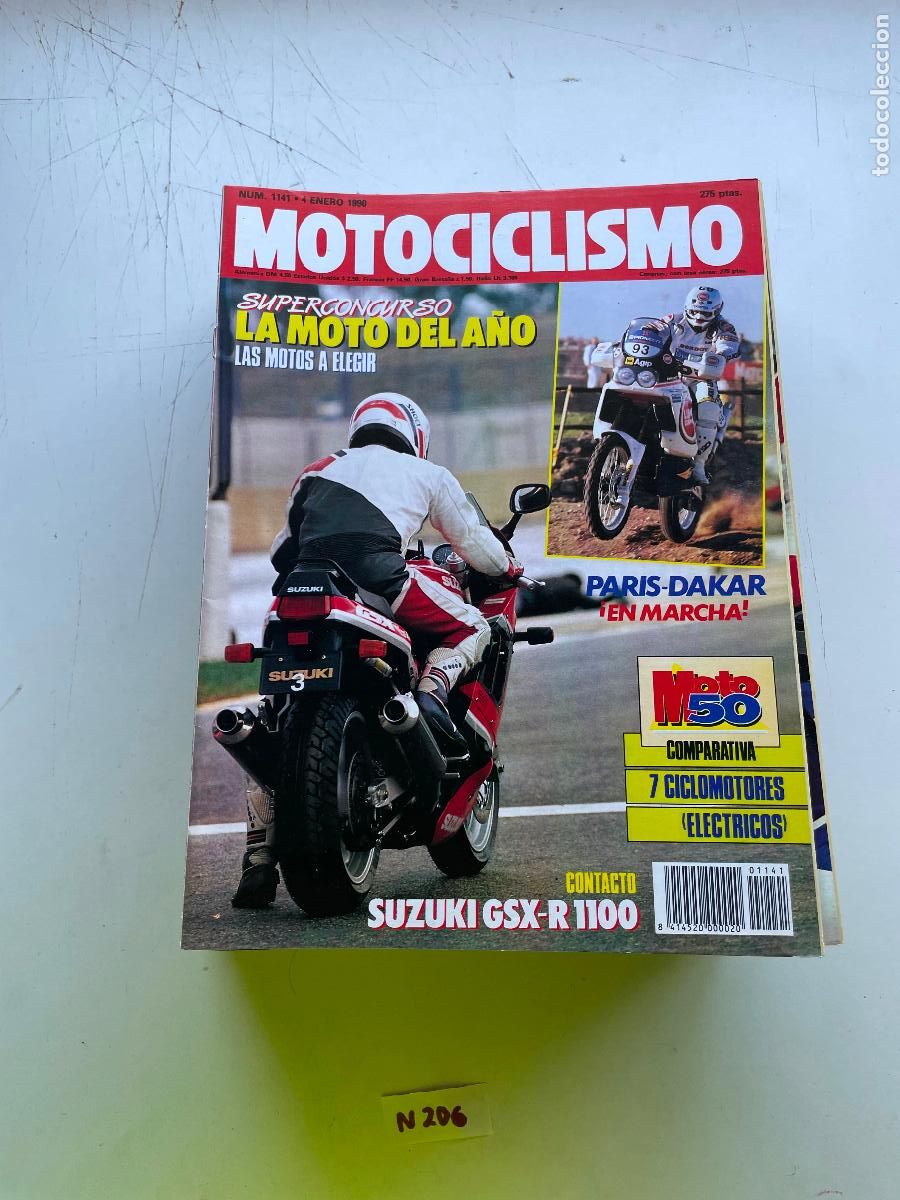 NUM. 1141 • 4 ENERO 1990
275 ptas.
MOTOCICLISMO
SUPERCONCURSO
LA MOTO DEL AÑO
LAS MOTOS A ELEGIR
93
Agip
SHOEI
PARIS-DAKAR
¡EN MARCHA!
SUZUKI
SUZUKI
3
Moto
50
COMPARATIVA
7 CICLOMOTORES
(ELECTRICOS)
CONTACTO
SUZUKI GSX-R 1100
01141
8 414520 000020
N 206
todocoleccion